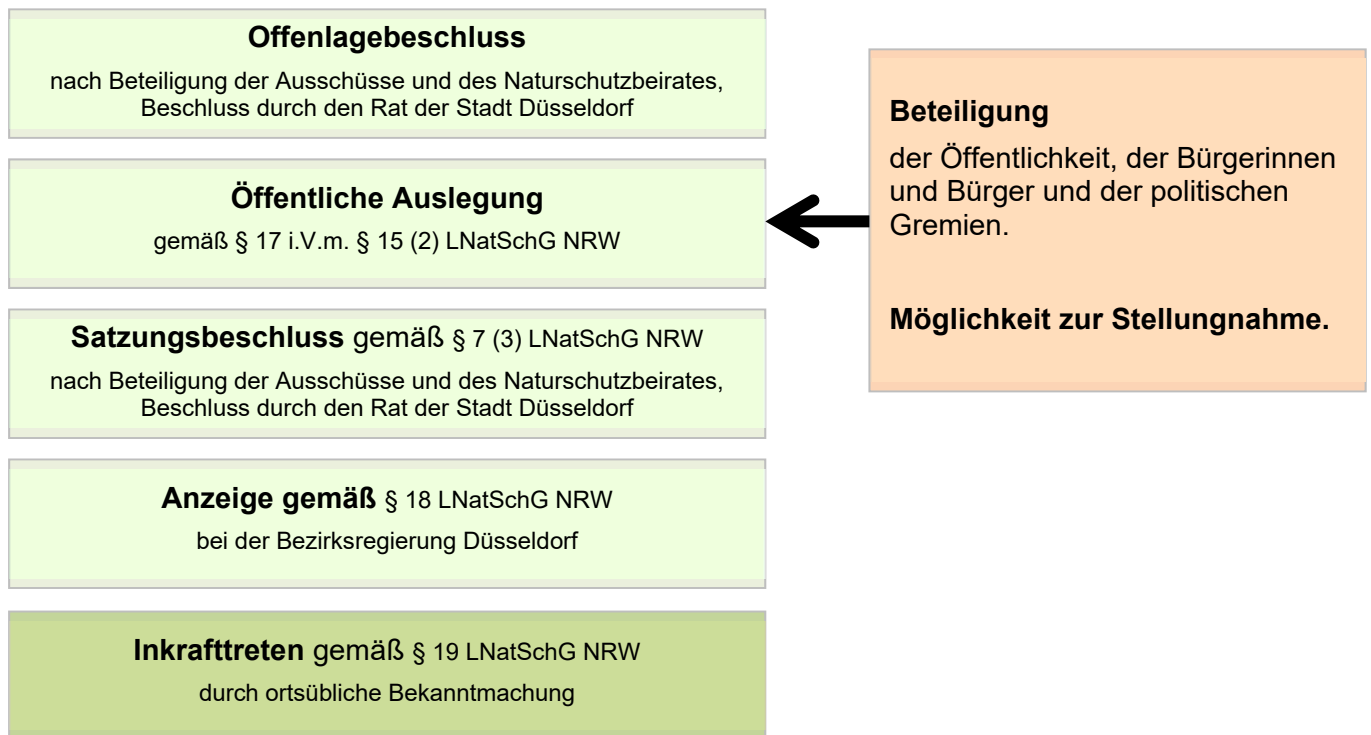 Offenlagebeschluss
nach Beteiligung der Ausschüsse und des Naturschutzbeirates,
Beschluss durch den Rat der Stadt Düsseldorf
Öffentliche Auslegung
gemäß § 17 i.V.m. § 15 (2) LNatSchG NRW
Satzungsbeschluss gemäß § 7 (3) LNatSchG NRW
nach Beteiligung der Ausschüsse und des Naturschutzbeirates,
Beschluss durch den Rat der Stadt Düsseldorf
Anzeige gemäß § 18 LNatSchG NRW
bei der Bezirksregierung Düsseldorf
Inkrafttreten gemäß § 19 LNatSchG NRW
durch ortsübliche Bekanntmachung
Beteiligung
der Öffentlichkeit, der Bürgerinnen
und Bürger und der politischen
Gremien.
Möglichkeit zur Stellungnahme.